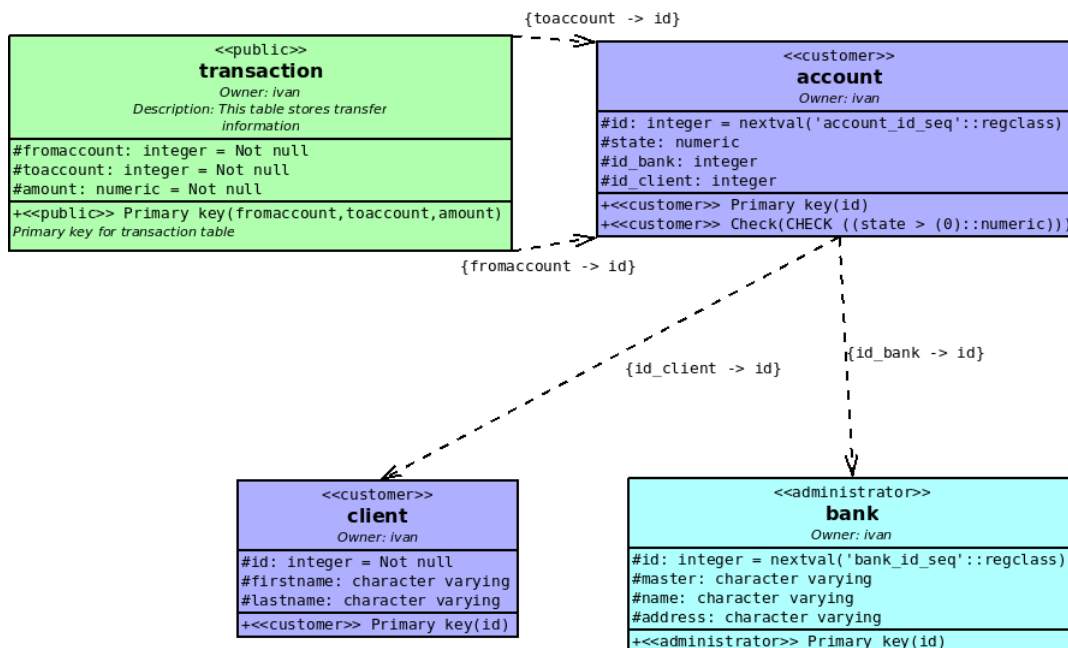 {toaccount -> id}
<<public>>
transaction
Owner: ivan
Description: This table stores transfer
information
#fromaccount: integer = Not null
#toaccount: integer = Not null
#amount: numeric = Not null
+<<public>> Primary key(fromaccount,toaccount,amount)
Primary key for transaction table
<<customer>>
account
Owner: ivan
#id: integer = nextval('account_id_seq'::regclass)
#state: numeric
#id_bank: integer
#id_client: integer
+<<customer>> Primary key(id)
+<<customer>> Check(CHECK ((state > (0)::numeric)))
{fromaccount -> id}
{id_client -> id}
{id_bank -> id}
<<customer>>
client
Owner: ivan
#id: integer = Not null
#firstname: character varying
#lastname: character varying
+<<customer>> Primary key(id)
<<administrator>>
bank
Owner: ivan
#id: integer = nextval('bank_id_seq'::regclass)
#master: character varying
#name: character varying
#address: character varying
+<<administrator>> Primary key(id)